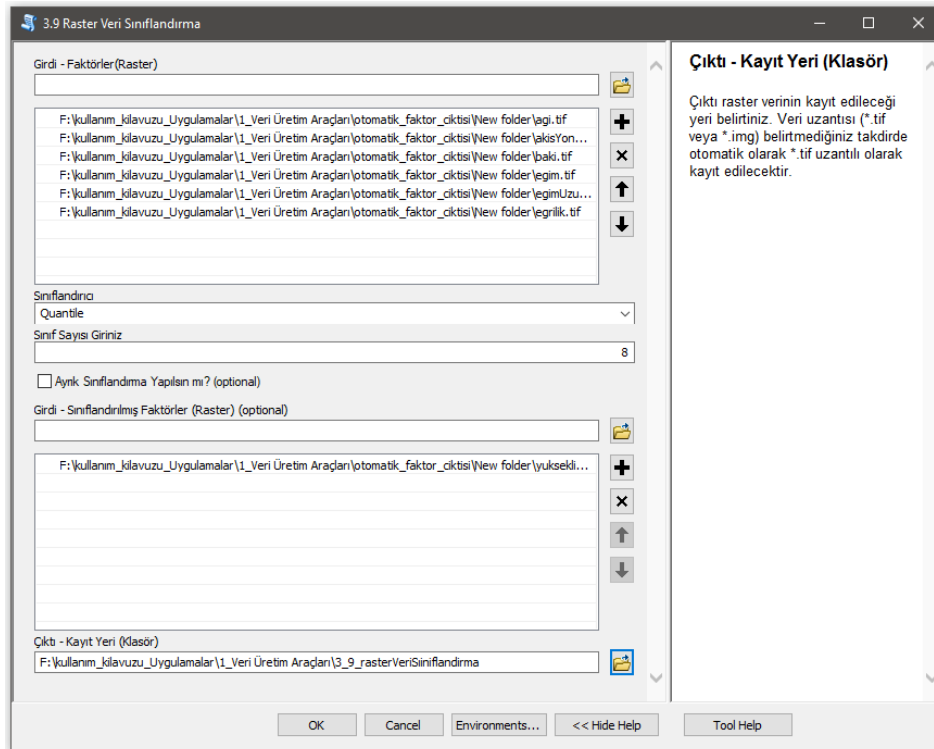 3.9 Raster Veri Sınıflandırma
Girdi - Faktörler(Raster)
F:\kullanım_kilavuzu_Uygulamalar\1_Veri Üretim Araçları\otomatik_faktor_ciktisi\New folder\agi.tif
F:\kullanım_kilavuzu_Uygulamalar\1_Veri Üretim Araçları\otomatik_faktor_ciktisi\New folder\akisYon...
F:\kullanım_kilavuzu_Uygulamalar\1_Veri Üretim Araçları\otomatik_faktor_ciktisi\New folder\baki.tif
F:\kullanım_kilavuzu_Uygulamalar\1_Veri Üretim Araçları\otomatik_faktor_ciktisi\New folder\egim.tif
F:\kullanım_kilavuzu_Uygulamalar\1_Veri Üretim Araçları\otomatik_faktor_ciktisi\New folder\egimUzu...
F:\kullanım_kilavuzu_Uygulamalar\1_Veri Üretim Araçları\otomatik_faktor_ciktisi\New folder\egrilik.tif
Sınıflandırıcı
Quantile
Sınıf Sayısı Giriniz
8
Ayrık Sınıflandırma Yapılsın mı? (optional)
Girdi - Sınıflandırılmış Faktörler (Raster) (optional)
F:\kullanım_kilavuzu_Uygulamalar\1_Veri Üretim Araçları\otomatik_faktor_ciktisi\New folder\yuksekli...
Çıktı - Kayıt Yeri (Klasör)
F:\kullanım_kilavuzu_Uygulamalar\1_Veri Üretim Araçları\3_9_rasterVeriSiiniflandirma
Çıktı - Kayıt Yeri (Klasör)
Çıktı raster verinin kayıt edileceği
yeri belirtiniz. Veri uzantısı (*.tif
veya *.img) belirtmediğiniz takdirde
otomatik olarak *.tif uzantılı olarak
kayıt edilecektir.
OK
Cancel
Environments...
<< Hide Help
Tool Help